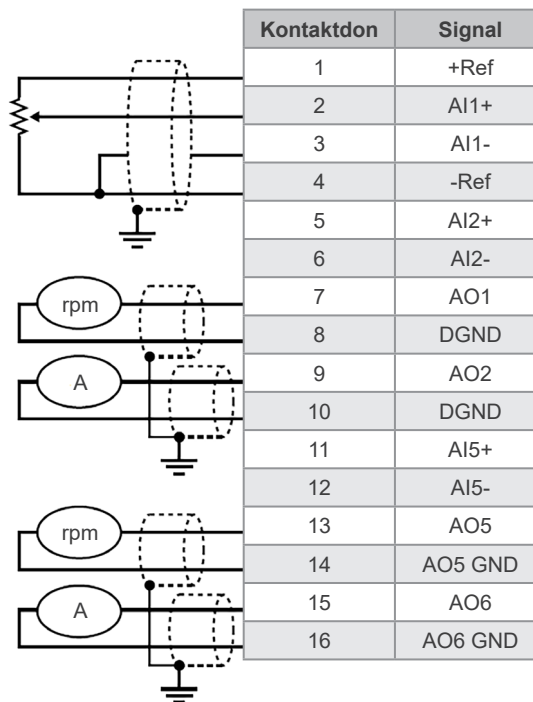 Kontaktdon Signal
1 +Ref
2 AI1+
3 AI1-
4 -Ref
5 AI2+
6 AI2-
rpm 7 AO1
8 DGND
A 9 AO2
10 DGND
11 AI5+
12 AI5-
rpm 13 AO5
14 AO5 GND
A 15 AO6
16 AO6 GND